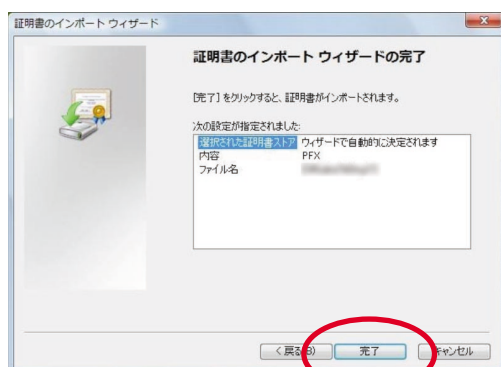 証明書のインポート ウィザード
証明書のインポート ウィザードの完了
[完了] をクリックすると、証明書がインポートされます。
次の設定が指定されました:
選択された証明書ストア ウィザードで自動的に決定されます
内容 PFX
ファイル名
< 戻る(B) 完了 キャンセル